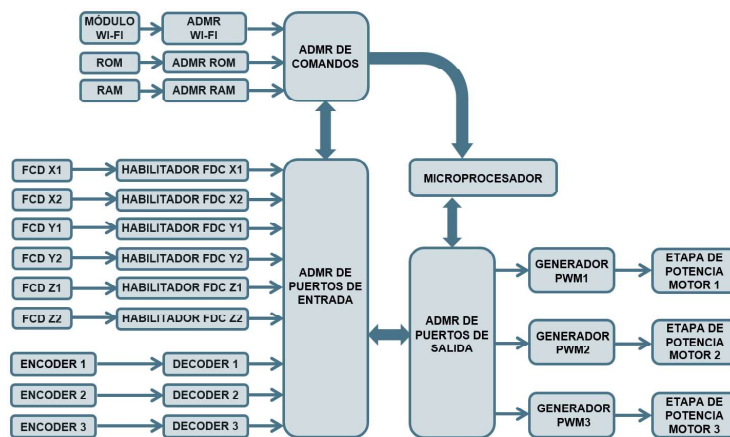 MÓDULO
WI-FI
ADMR
WI-FI
ROM
ADMR ROM
RAM
ADMR RAM
ADMR DE
COMANDOS
MICROPROCESADOR
FCD X1
HABILITADOR FDC X1
FCD X2
HABILITADOR FDC X2
FCD Y1
HABILITADOR FDC Y1
FCD Y2
HABILITADOR FDC Y2
FCD Z1
HABILITADOR FDC Z1
FCD Z2
HABILITADOR FDC Z2
ENCODER 1
DECODER 1
ENCODER 2
DECODER 2
ENCODER 3
DECODER 3
ADMR DE
PUERTOS DE
ENTRADA
ADMR DE
PUERTOS DE
SALIDA
GENERADOR
PWM1
ETAPA DE
POTENCIA
MOTOR 1
GENERADOR
PWM2
ETAPA DE
POTENCIA
MOTOR 2
GENERADOR
PWM3
ETAPA DE
POTENCIA
MOTOR 3